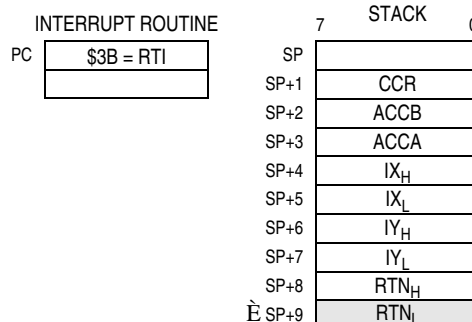 INTERRUPT ROUTINE
PC $3B = RTI
7 STACK 0
SP
SP+1 CCR
SP+2 ACCB
SP+3 ACCA
SP+4 IXH
SP+5 IXL
SP+6 IYH
SP+7 IYL
SP+8 RTNH
È SP+9 RTNL